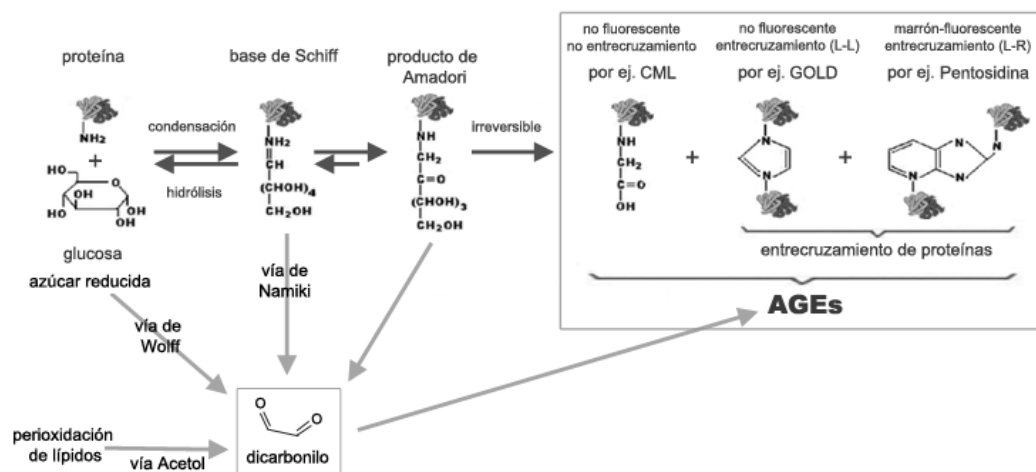 proteína
NH2
+
HO
O
HO
HO
OH
OH
glucosa
azúcar reducida
condensación
hidrólisis
base de Schiff
NH2
CH
(CHOH)4
CH2OH
producto de
Amadori
NH
CH2
C=O
(CHOH)3
CH2OH
irreversible
no fluorescente
no entrecruzamiento
por ej. CML
NH
CH2
C=O
OH
+
no fluorescente
entrecruzamiento (L-L)
por ej. GOLD
N
N
+
marrón-fluorescente
entrecruzamiento (L-R)
por ej. Pentosidina
N
N
N
N
entrecruzamiento de proteínas
AGEs
vía de
Wolff
vía de
Namiki
O
O
dicarbonilo
perioxidación
de lípidos
vía Acetol